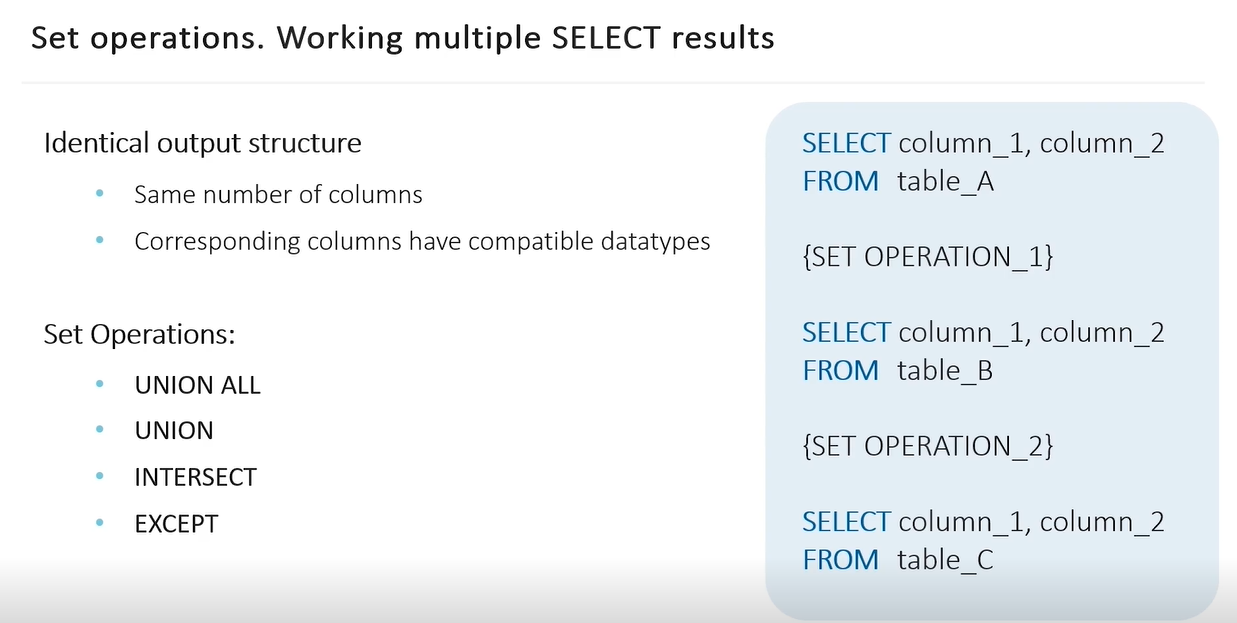 Set operations. Working multiple SELECT results
Identical output structure
• Same number of columns
• Corresponding columns have compatible datatypes
Set Operations:
• UNION ALL
• UNION
• INTERSECT
• EXCEPT
SELECT column_1, column_2
FROM table_A
{SET OPERATION_1}
SELECT column_1, column_2
FROM table_B
{SET OPERATION_2}
SELECT column_1, column_2
FROM table_C